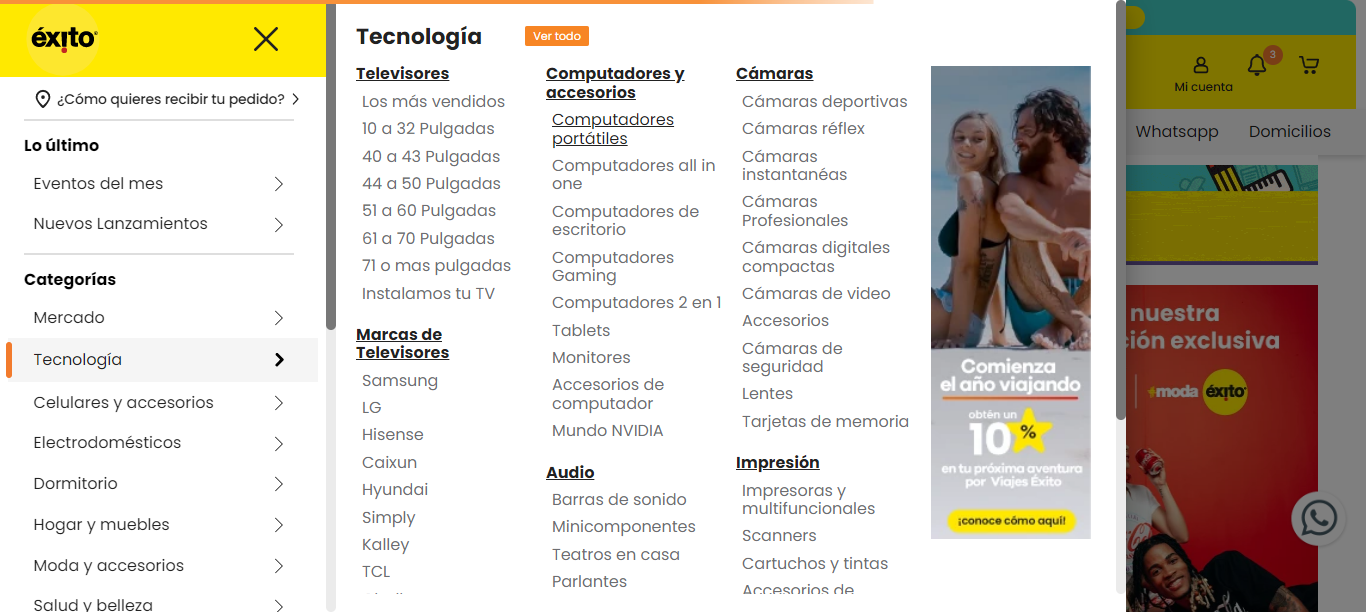 éxito
¿Cómo quieres recibir tu pedido?
Lo último
Eventos del mes
Nuevos Lanzamientos
Categorías
Mercado
Tecnología
Celulares y accesorios
Electrodomésticos
Dormitorio
Hogar y muebles
Moda y accesorios
Salud y belleza
Tecnología
Ver todo
Televisores
Los más vendidos
10 a 32 Pulgadas
40 a 43 Pulgadas
44 a 50 Pulgadas
51 a 60 Pulgadas
61 a 70 Pulgadas
71 o mas pulgadas
Instalamos tu TV
Marcas de
Televisores
Samsung
LG
Hisense
Caixun
Hyundai
Simply
Kalley
TCL
Computadores y
accesorios
Computadores
portátiles
Computadores all in
one
Computadores de
escritorio
Computadores
Gaming
Computadores 2 en 1
Tablets
Monitores
Accesorios de
computador
Mundo NVIDIA
Audio
Barras de sonido
Minicomponentes
Teatros en casa
Parlantes
Cámaras
Cámaras deportivas
Cámaras réflex
Cámaras
instantanéas
Cámaras
Profesionales
Cámaras digitales
compactas
Cámaras de video
Accesorios
Cámaras de
seguridad
Lentes
Tarjetas de memoria
Impresión
Impresoras y
multifuncionales
Scanners
Cartuchos y tintas
Accesorios de
Comienza
el año viajando
obtén un
10%
en tu próxima aventura
por Viajes Éxito
¡conoce cómo aquí!
3
Mi cuenta
Whatsapp
Domicilios
nuestra
ción exclusiva
moda
éxito